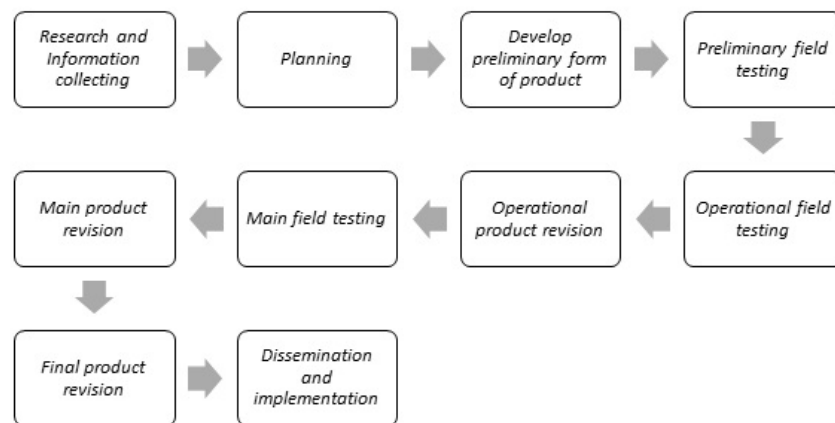 Research and
Information
collecting
Planning
Develop
preliminary form
of product
Preliminary field
testing
Operational field
testing
Operational
product revision
Main field testing
Main product
revision
Final product
revision
Dissemination
and
implementation